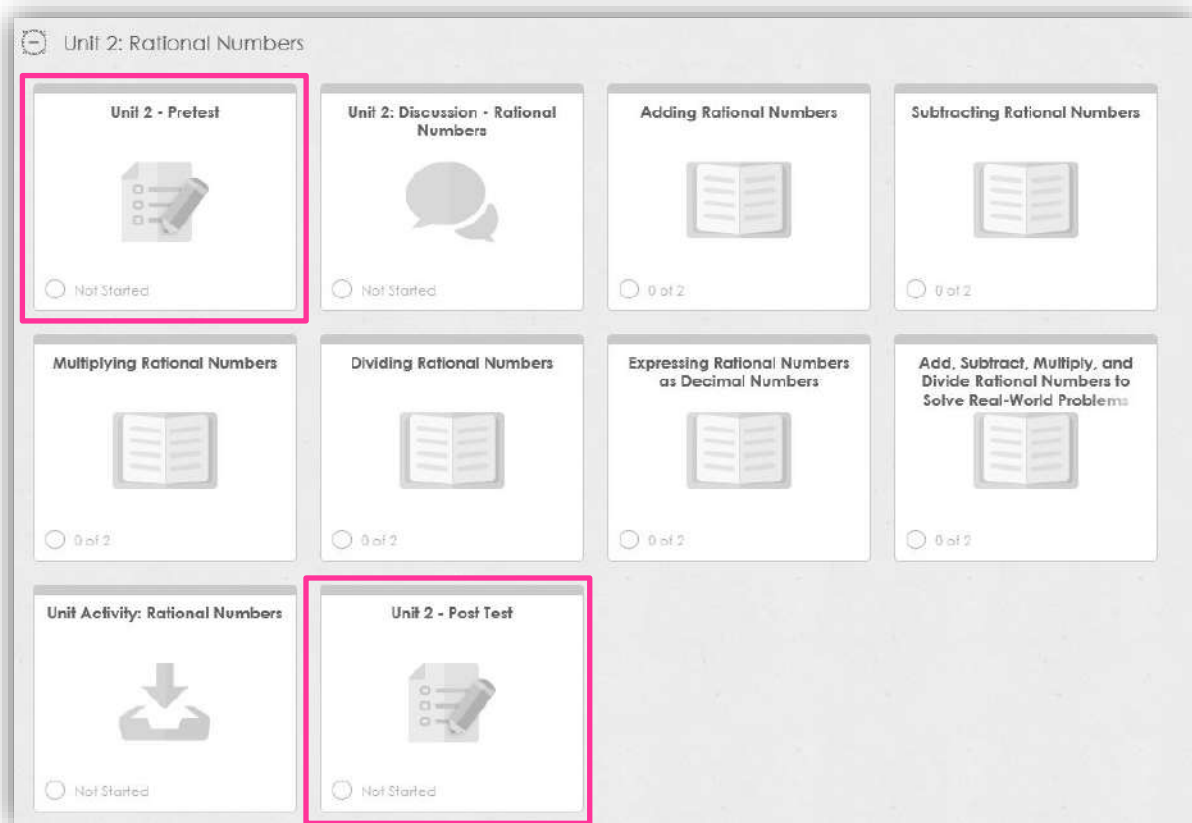 Unit 2: Rational Numbers
Unit 2 - Pretest
Not Started
Unit 2: Discussion - Rational
Numbers
Not Started
Adding Rational Numbers
0 of 2
Subtracting Rational Numbers
0 of 2
Multiplying Rational Numbers
0 of 2
Dividing Rational Numbers
0 of 2
Expressing Rational Numbers
as Decimal Numbers
0 of 2
Add, Subtract, Multiply, and
Divide Rational Numbers to
Solve Real-World Problems
0 of 2
Unit Activity: Rational Numbers
Not Started
Unit 2 - Post Test
Not Started